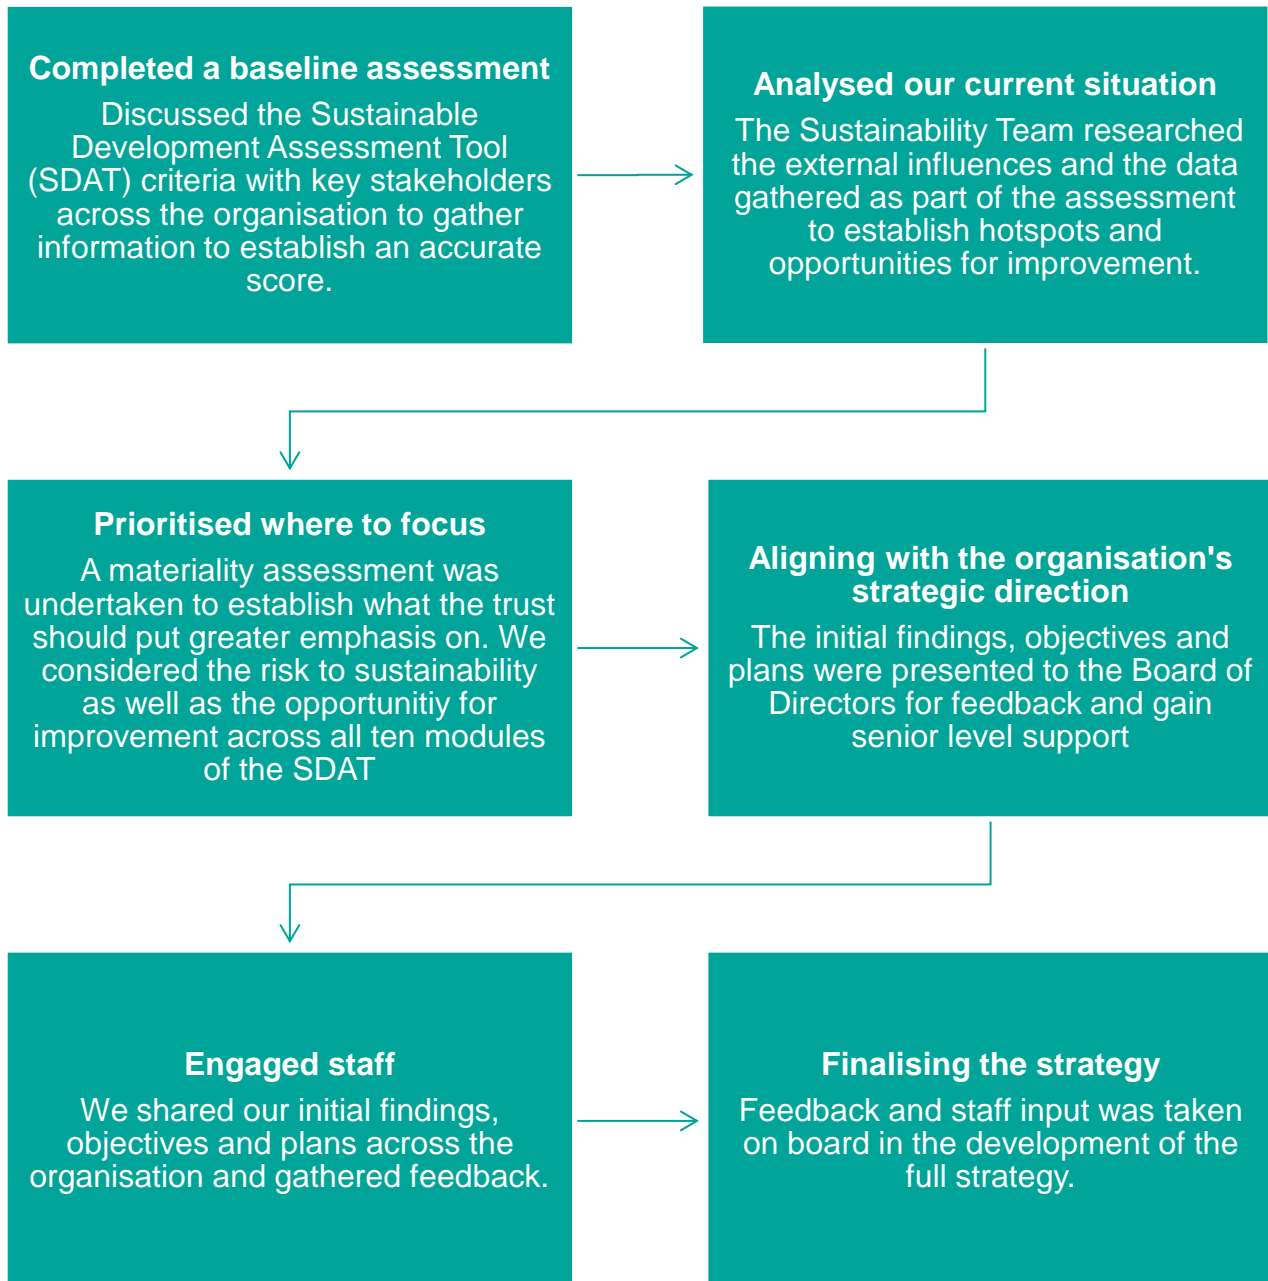 Completed a baseline assessment
Discussed the Sustainable
Development Assessment Tool
(SDAT) criteria with key stakeholders
across the organisation to gather
information to establish an accurate
score.
Analysed our current situation
The Sustainability Team researched
the external influences and the data
gathered as part of the assessment
to establish hotspots and
opportunities for improvement.
Prioritised where to focus
A materiality assessment was
undertaken to establish what the trust
should put greater emphasis on. We
considered the risk to sustainability
as well as the opportunitiy for
improvement across all ten modules
of the SDAT
Aligning with the organisation's
strategic direction
The initial findings, objectives and
plans were presented to the Board of
Directors for feedback and gain
senior level support
Engaged staff
We shared our initial findings,
objectives and plans across the
organisation and gathered feedback.
Finalising the strategy
Feedback and staff input was taken
on board in the development of the
full strategy.